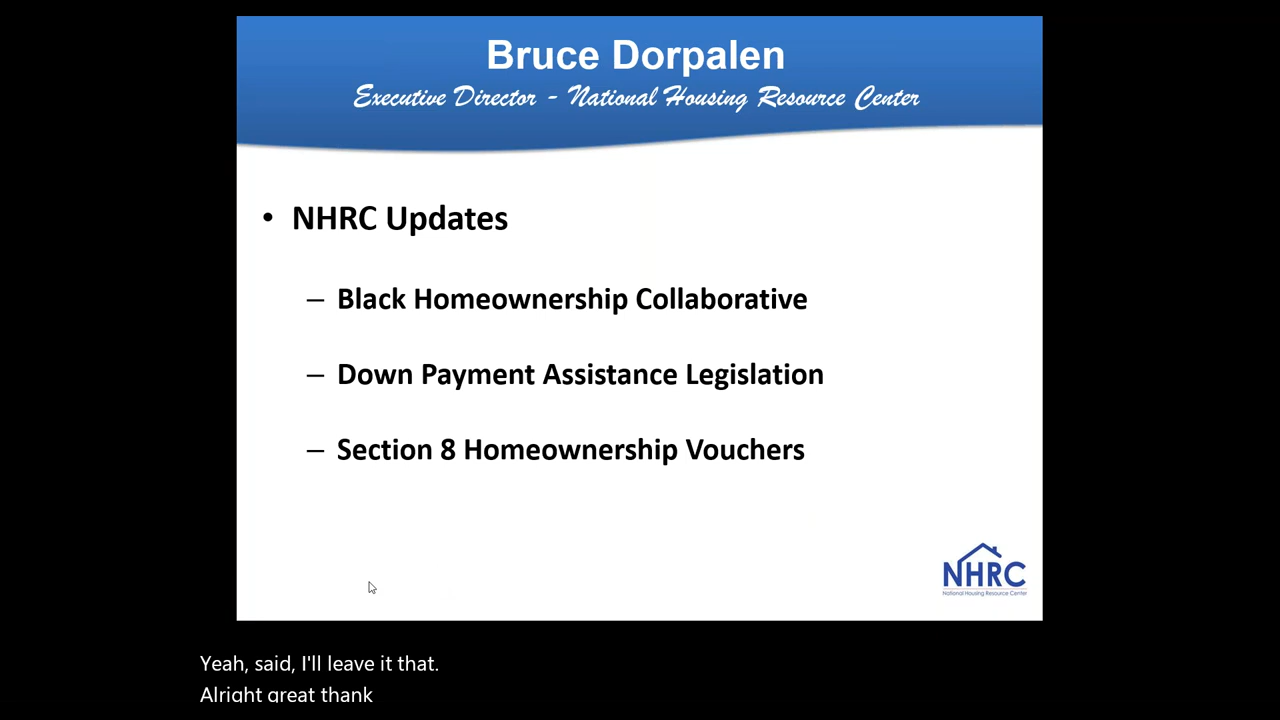 Bruce Dorpalen
Executive Director - National Housing Resource Center
• NHRC Updates
– Black Homeownership Collaborative
– Down Payment Assistance Legislation
– Section 8 Homeownership Vouchers
NHRC
National Housing Resource Center
Yeah, said, I'll leave it that.
Alright great thank